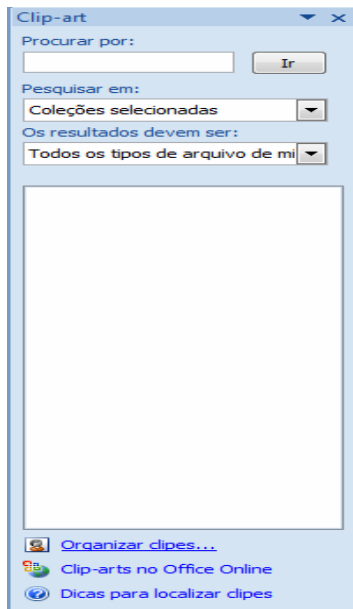 Clip-art
Procurar por:
Ir
Pesquisar em:
Coleções selecionadas
Os resultados devem ser:
Todos os tipos de arquivo de mí
Organizar clipes...
Clip-arts no Office Online
Dicas para localizar clipes